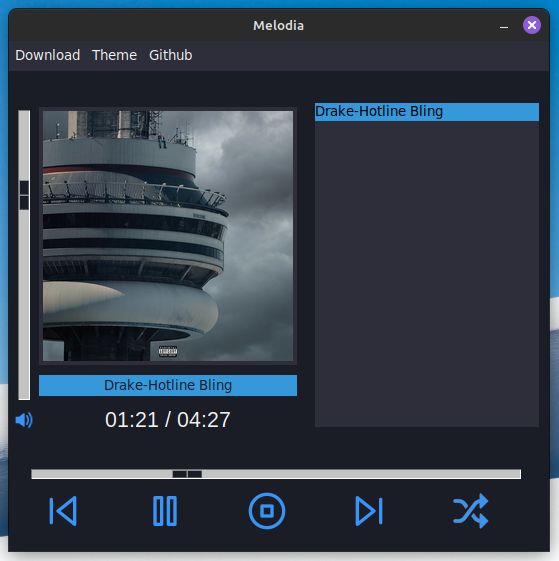 Melodia
Download Theme Github
Drake-Hotline Bling
Drake-Hotline Bling
01:21 / 04:27